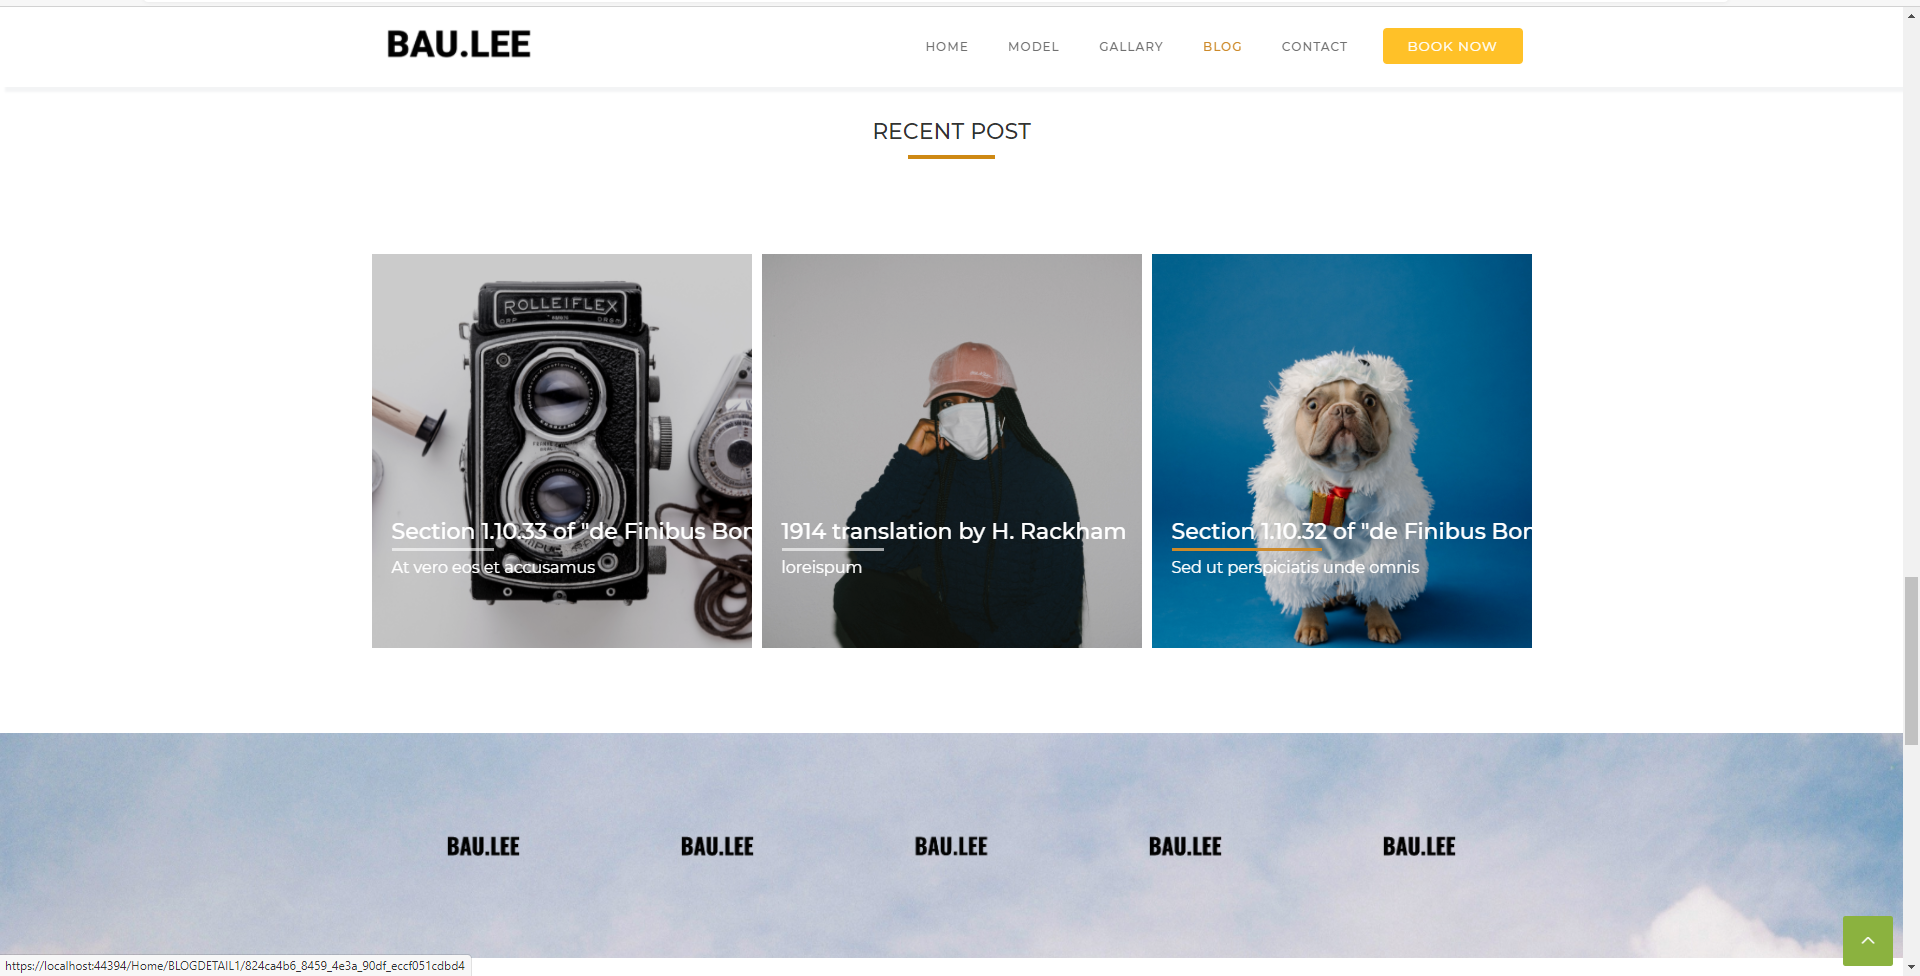 BAU.LEE
HOME MODEL GALLARY BLOG CONTACT BOOK NOW
RECENT POST
ROLLEIFLEX
Section 1.10.33 of "de Finibus Bon
At vero eos et accusamus
1914 translation by H. Rackham
loreispum
Section 1.10.32 of "de Finibus Bon
Sed ut perspiciatis unde omnis
BAU.LEE BAU.LEE BAU.LEE BAU.LEE BAU.LEE
https://localhost:44394/Home/BLOGDETAIL1/824ca4b6_8459_4e3a_90df_eccf051cdbd4